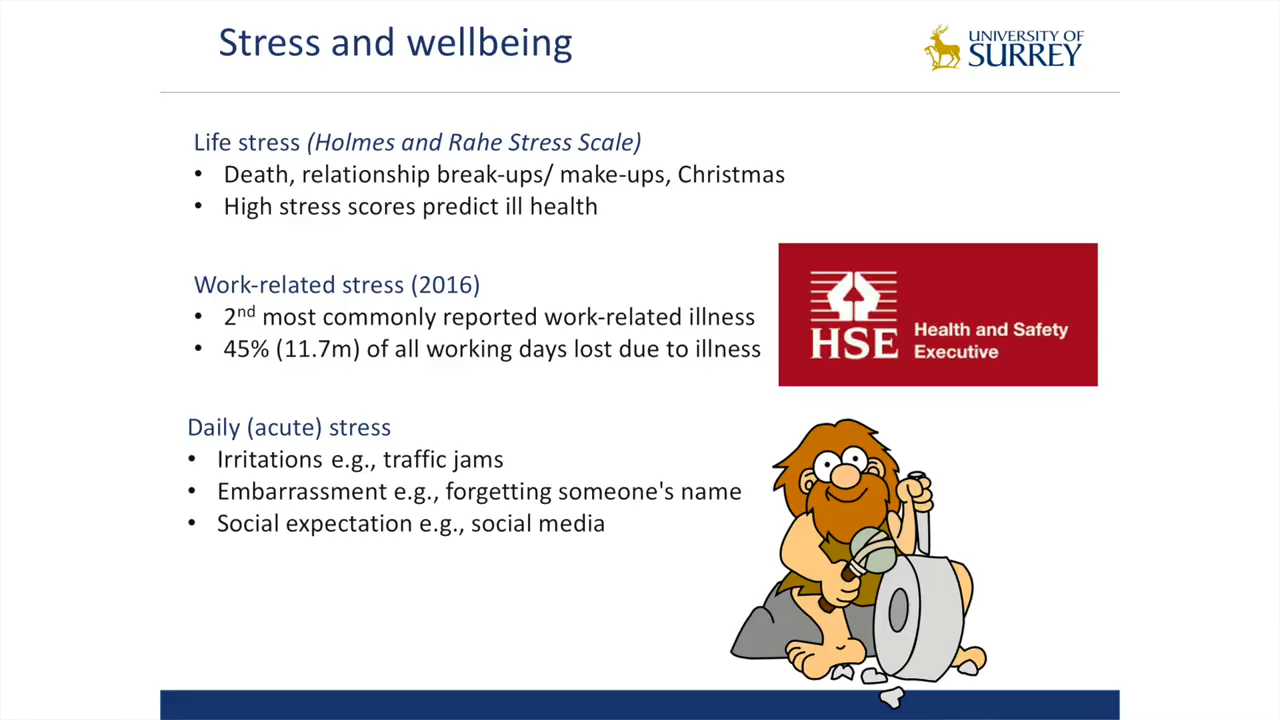 Stress and wellbeing
UNIVERSITY OF
SURREY
Life stress (Holmes and Rahe Stress Scale)
• Death, relationship break-ups/ make-ups, Christmas
• High stress scores predict ill health
Work-related stress (2016)
• 2nd most commonly reported work-related illness
• 45% (11.7m) of all working days lost due to illness
HSE Health and Safety
Executive
Daily (acute) stress
• Irritations e.g., traffic jams
• Embarrassment e.g., forgetting someone's name
• Social expectation e.g., social media